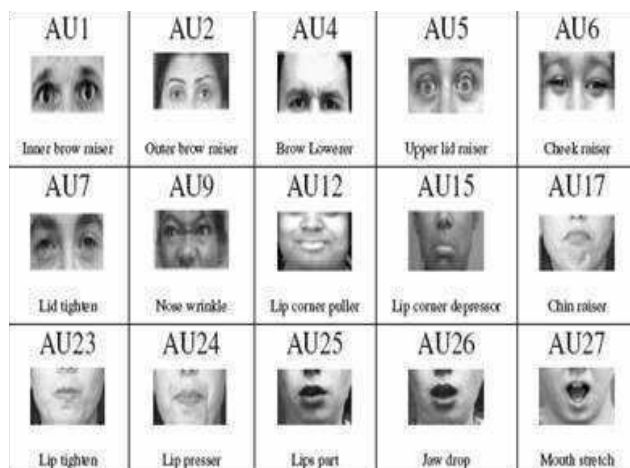 AU1 AU2 AU4 AU5 AU6
Inner brow raiser Outer brow raiser Brow Lowerer Upper lid raiser Cheek raiser
AU7 AU9 AU12 AU15 AU17
Lid tighten Nose wrinkle Lip corner puller Lip corner depressor Chin raiser
AU23 AU24 AU25 AU26 AU27
Lip tighten Lip presser Lips part Jaw drop Mouth stretch